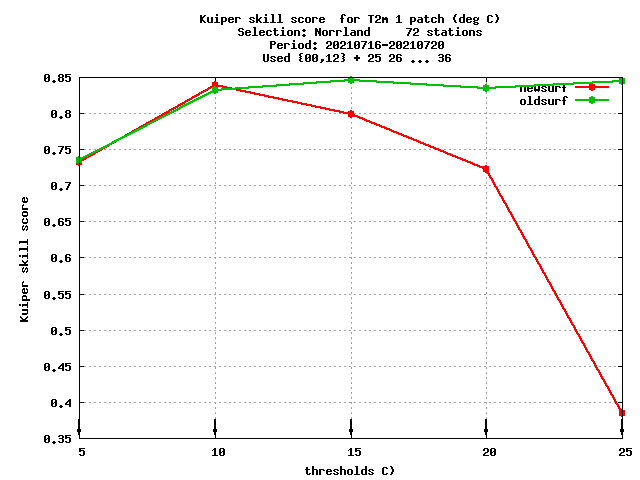 Kuiper skill score  for T2m 1 patch (deg C)
Selection: Norrland     72 stations
Period: 20210716-20210720
Used {00,12} + 25 26 ... 36
0.85
0.8
0.75
0.7
0.65
0.6
0.55
0.5
0.45
0.4
0.35
Kuiper skill score
newsurf
oldsurf
5 10 15 20 25
thresholds C)